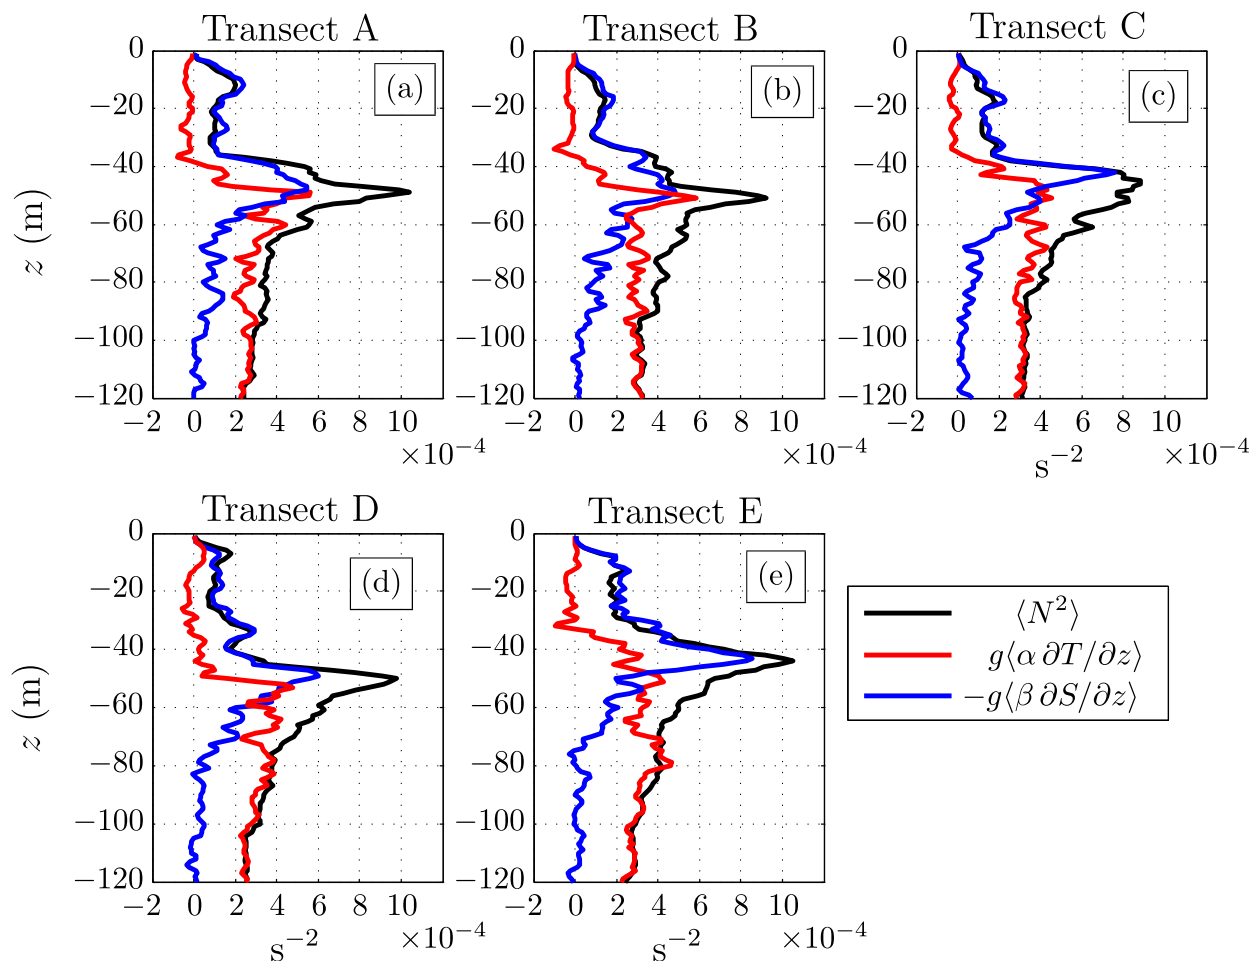 Transect A
Transect B
Transect C
(a)
(b)
(c)
0
−20
−40
−60
−80
−100
−120
0
−20
−40
−60
−80
−100
−120
0
−20
−40
−60
−80
−100
−120
z (m)
−2 0 2 4 6 8 10
×10⁻⁴
−2 0 2 4 6 8 10
×10⁻⁴
−2 0 2 4 6 8 10
s⁻² ×10⁻⁴
Transect D
Transect E
(d)
(e)
0
−20
−40
−60
−80
−100
−120
0
−20
−40
−60
−80
−100
−120
z (m)
−2 0 2 4 6 8 10
s⁻² ×10⁻⁴
−2 0 2 4 6 8 10
s⁻² ×10⁻⁴
⟨N²⟩
g⟨α ∂T/∂z⟩
−g⟨β ∂S/∂z⟩